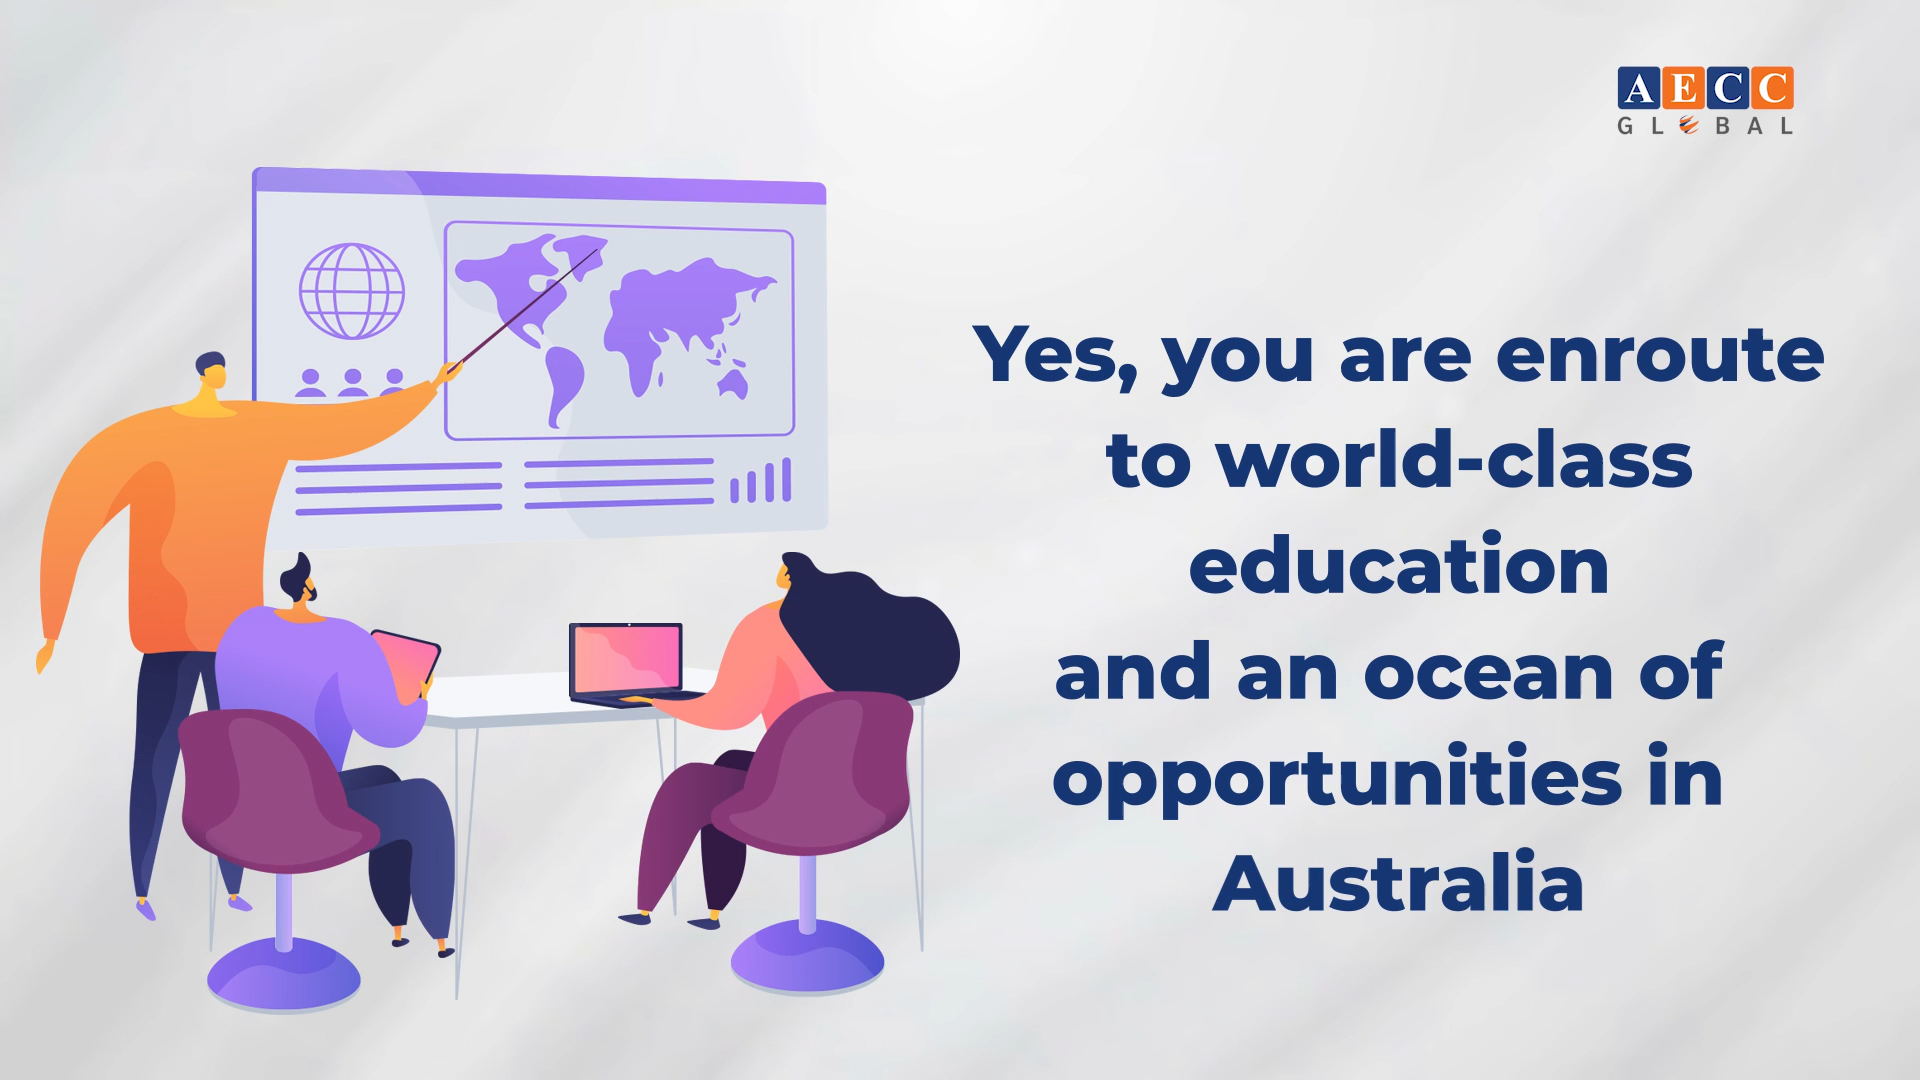 AECC
GLOBAL
Yes, you are enroute
to world-class
education
and an ocean of
opportunities in
Australia